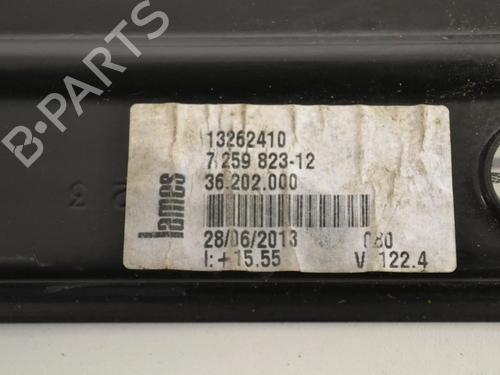 13262410
7 259 823-12
36.202.000
lames
28/06/2013 080
I:+15.55 V 122.4
B-PARTS